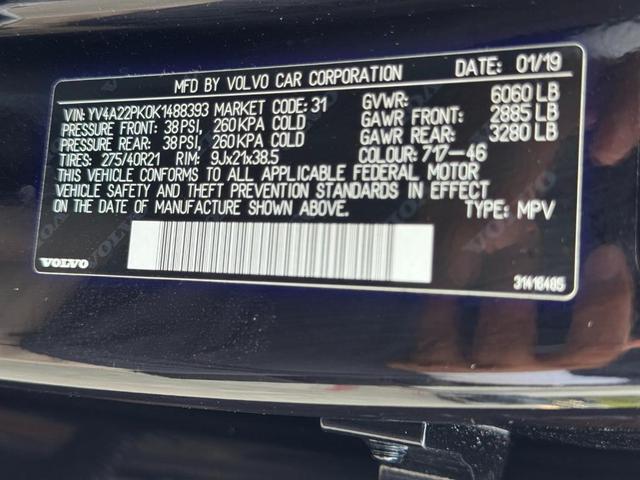 MFD BY VOLVO CAR CORPORATION DATE: 01/19
VIN: YV4A22PK0K1488393 MARKET CODE: 31 GVWR: 6060 LB
PRESSURE FRONT: 38 PSI, 260 KPA COLD GAWR FRONT: 2885 LB
PRESSURE REAR: 38 PSI, 260 KPA COLD GAWR REAR: 3280 LB
TIRES: 275/40R21 RIM: 9Jx21x38.5 COLOUR: 717-46
THIS VEHICLE CONFORMS TO ALL APPLICABLE FEDERAL MOTOR
VEHICLE SAFETY AND THEFT PREVENTION STANDARDS IN EFFECT
ON THE DATE OF MANUFACTURE SHOWN ABOVE. TYPE: MPV
VOLVO 31416485